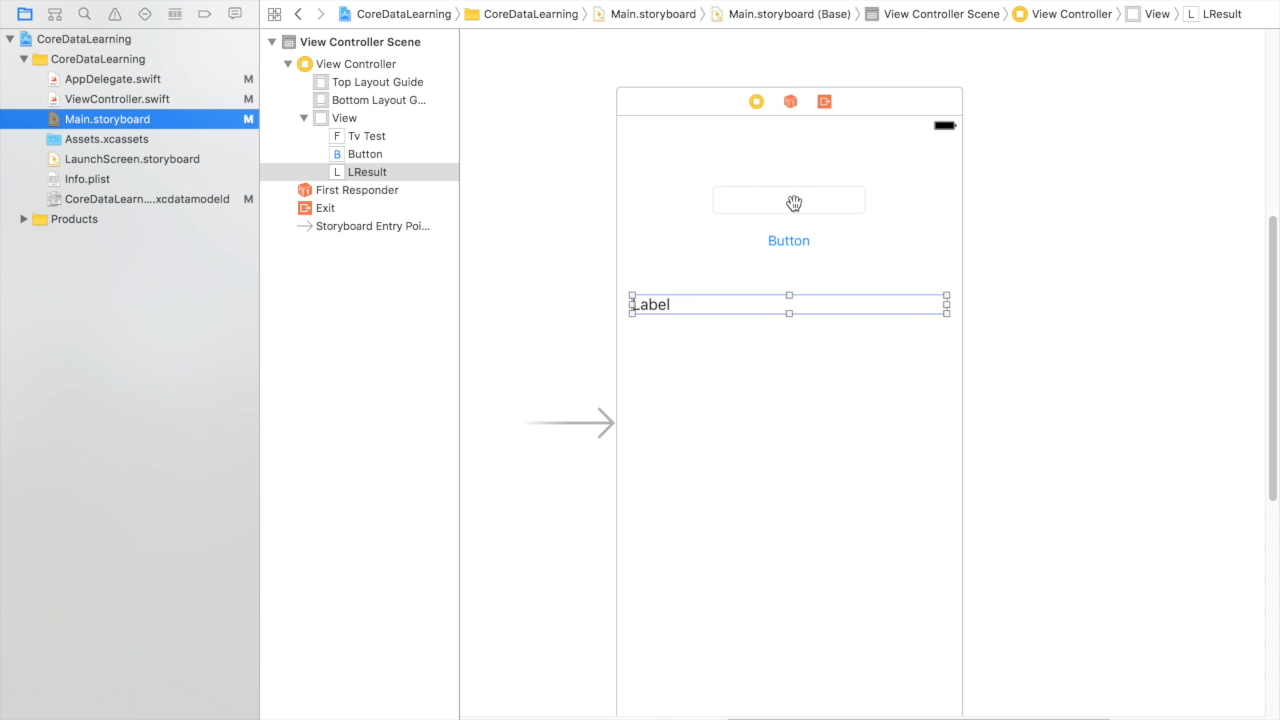 CoreDataLearning CoreDataLearning Main.storyboard Main.storyboard (Base) View Controller Scene View Controller View L LResult
CoreDataLearning
CoreDataLearning
AppDelegate.swift M
ViewController.swift M
Main.storyboard M
Assets.xcassets
LaunchScreen.storyboard
Info.plist
CoreDataLearn....xcdatamodeld M
Products
View Controller Scene
View Controller
Top Layout Guide
Bottom Layout G...
View
F Tv Test
B Button
L LResult
First Responder
Exit
Storyboard Entry Poi...
Button
Label